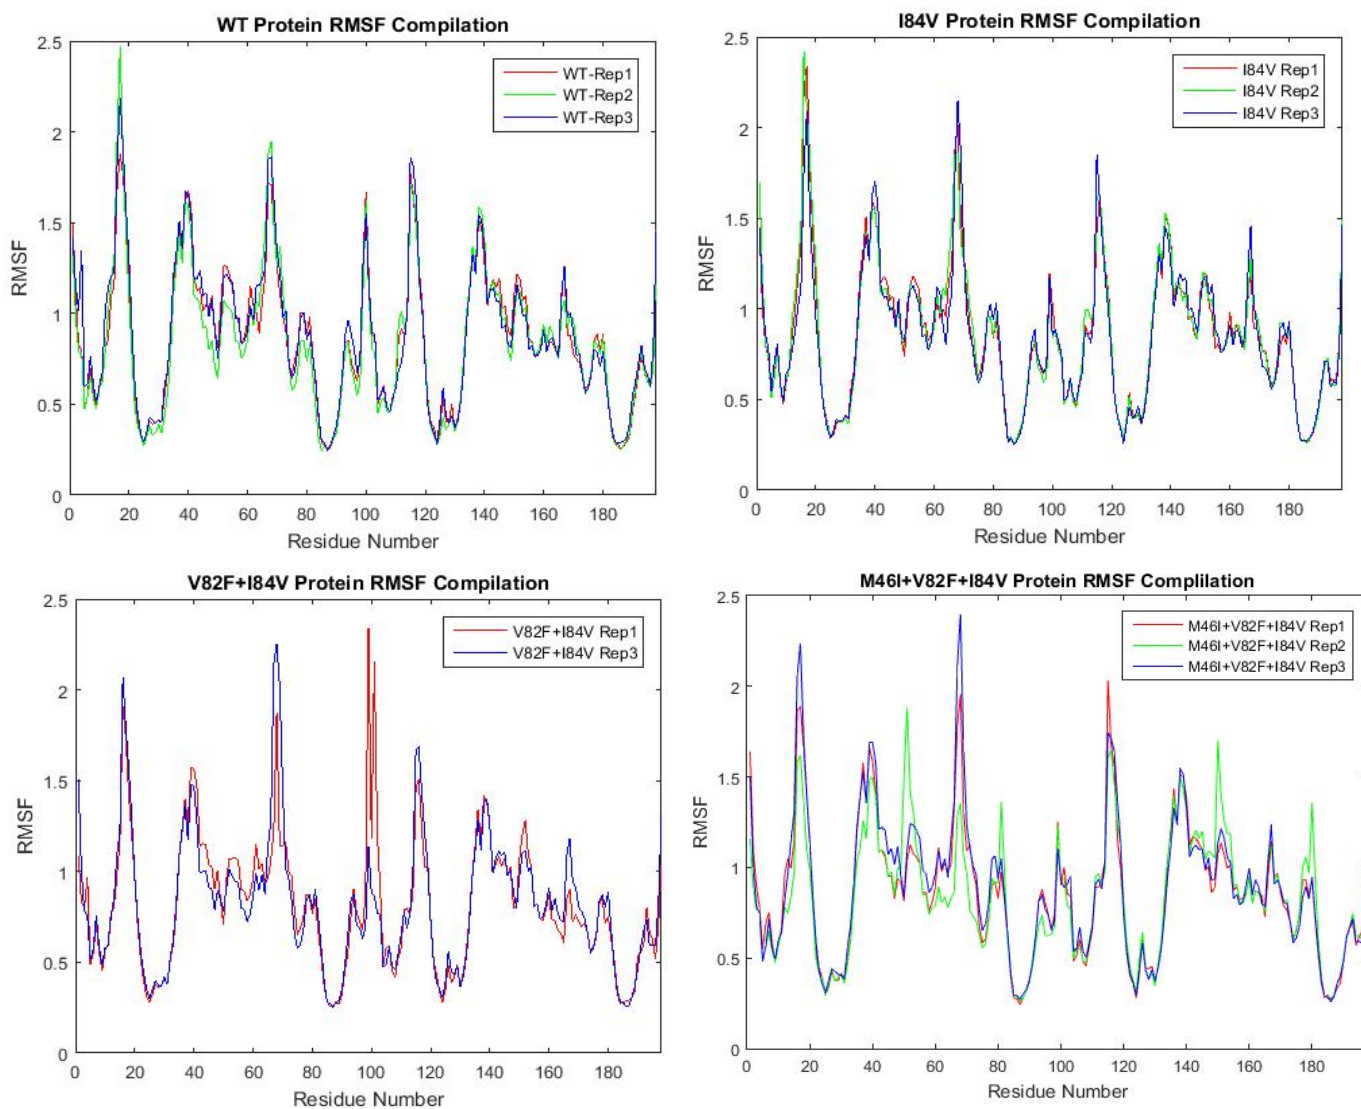 WT Protein RMSF Compilation
2.5
2
1.5
1
0.5
0
RMSF
WT-Rep1
WT-Rep2
WT-Rep3
0 20 40 60 80 100 120 140 160 180
Residue Number
I84V Protein RMSF Compilation
2.5
2
1.5
1
0.5
0
RMSF
I84V Rep1
I84V Rep2
I84V Rep3
0 20 40 60 80 100 120 140 160 180
Residue Number
V82F+I84V Protein RMSF Compilation
2.5
2
1.5
1
0.5
0
RMSF
V82F+I84V Rep1
V82F+I84V Rep3
0 20 40 60 80 100 120 140 160 180
Residue Number
M46I+V82F+I84V Protein RMSF Complilation
2.5
2
1.5
1
0.5
0
RMSF
M46I+V82F+I84V Rep1
M46I+V82F+I84V Rep2
M46I+V82F+I84V Rep3
0 20 40 60 80 100 120 140 160 180
Residue Number